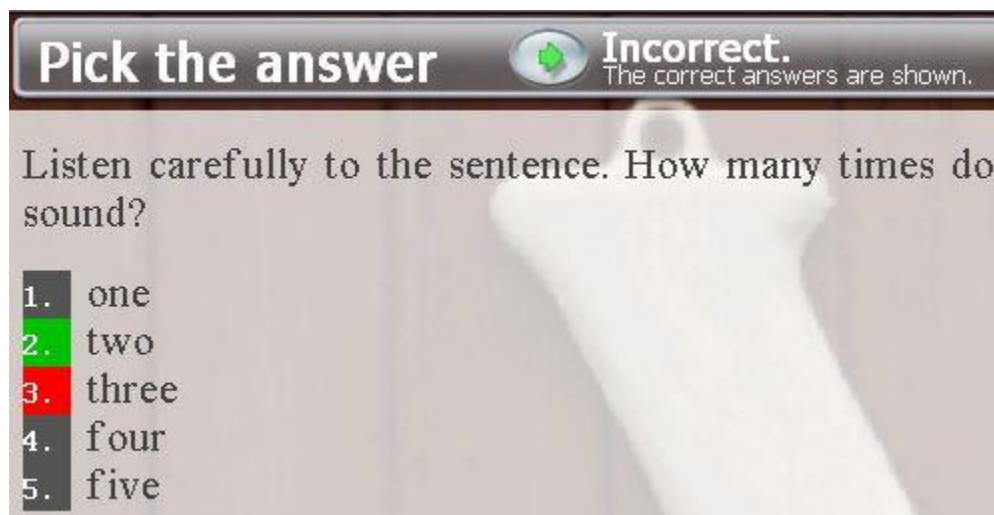 Pick the answer
Incorrect.
The correct answers are shown.
Listen carefully to the sentence. How many times do
sound?
1. one
2. two
3. three
4. four
5. five